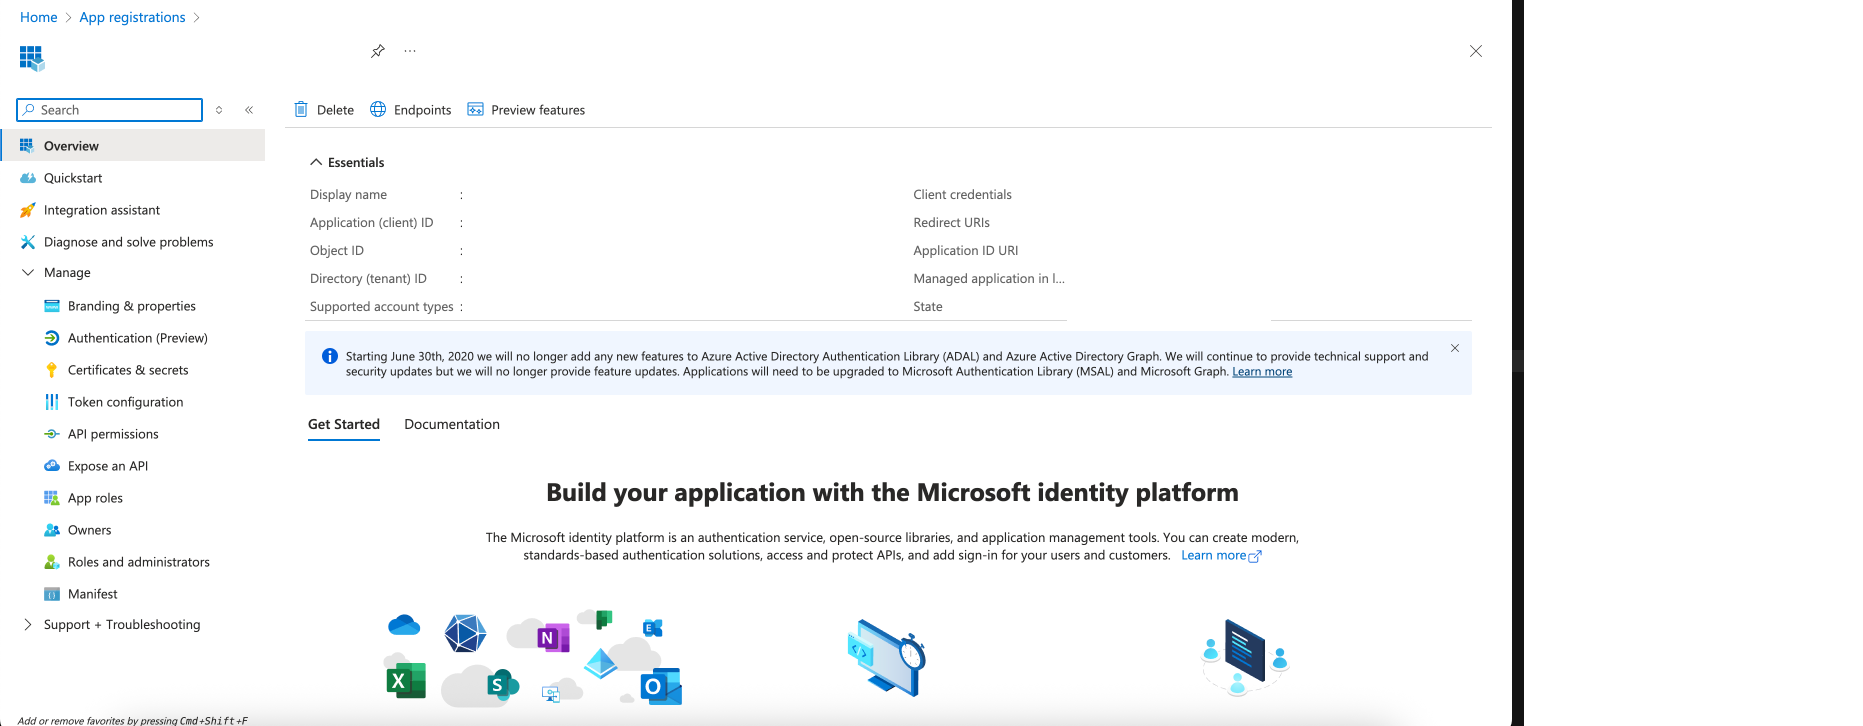 Home > App registrations >
Search
Delete
Endpoints
Preview features
Overview
Quickstart
Integration assistant
Diagnose and solve problems
Manage
Branding & properties
Authentication (Preview)
Certificates & secrets
Token configuration
API permissions
Expose an API
App roles
Owners
Roles and administrators
Manifest
Support + Troubleshooting
Add or remove favorites by pressing Cmd+Shift+F
Essentials
Display name :
Application (client) ID :
Object ID :
Directory (tenant) ID :
Supported account types :
Client credentials
Redirect URIs
Application ID URI
Managed application in l...
State
Starting June 30th, 2020 we will no longer add any new features to Azure Active Directory Authentication Library (ADAL) and Azure Active Directory Graph. We will continue to provide technical support and
security updates but we will no longer provide feature updates. Applications will need to be upgraded to Microsoft Authentication Library (MSAL) and Microsoft Graph. Learn more
Get Started
Documentation
Build your application with the Microsoft identity platform
The Microsoft identity platform is an authentication service, open-source libraries, and application management tools. You can create modern,
standards-based authentication solutions, access and protect APIs, and add sign-in for your users and customers. Learn more
N
E
X
S
O